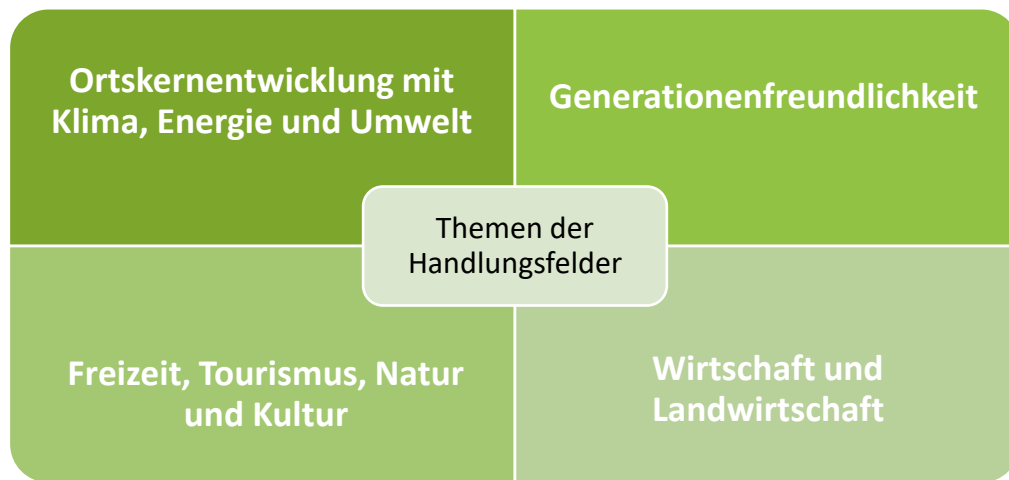 Ortskernentwicklung mit
Klima, Energie und Umwelt
Generationenfreundlichkeit
Themen der
Handlungsfelder
Freizeit, Tourismus, Natur
und Kultur
Wirtschaft und
Landwirtschaft